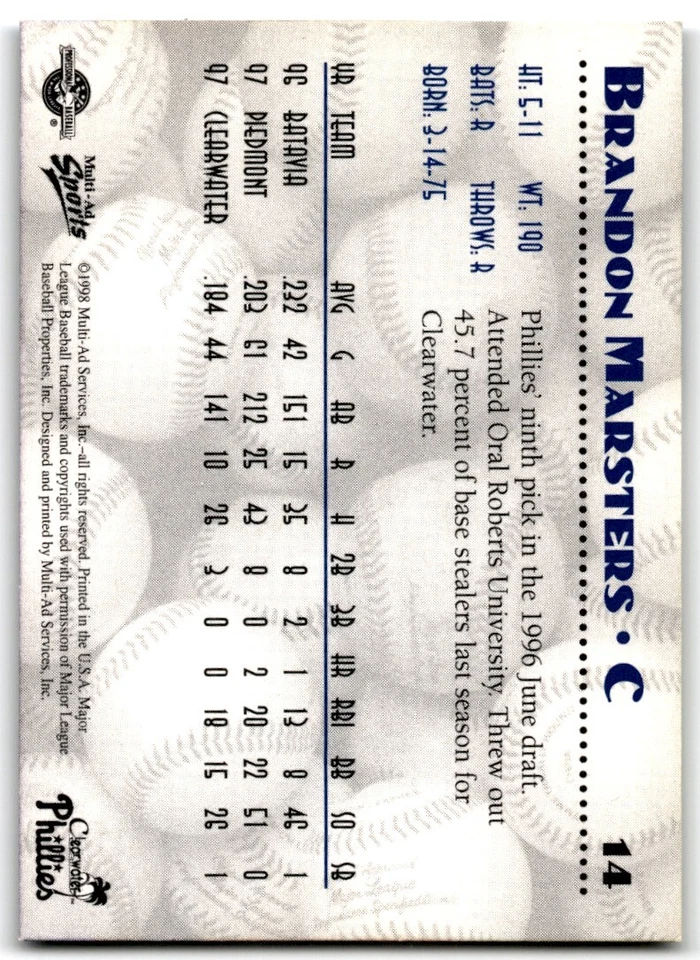 BRANDON MARSTERS • C 14
HT: 5-11 WT: 190
BATS: R THROWS: R
BORN: 3-14-75
Phillies' ninth pick in the 1996 June draft.
Attended Oral Roberts University. Threw out
45.7 percent of base stealers last season for
Clearwater.
YR TEAM AVG G AB R H 2B 3B HR RBI BB SO SB
96 BATAVIA .232 42 151 15 35 8 2 1 13 8 46 1
97 PIEDMONT .203 61 212 25 43 8 0 2 20 22 51 0
97 CLEARWATER .184 44 141 10 26 3 0 0 18 15 26 1
PROFESSIONAL BASEBALL
®
Multi-Ad
Sports
©1998 Multi-Ad Services, Inc.–all rights reserved. Printed in the U.S.A. Major
League Baseball trademarks and copyrights used with permission of Major League
Baseball Properties, Inc. Designed and printed by Multi-Ad Services, Inc.
Clearwater
Phillies